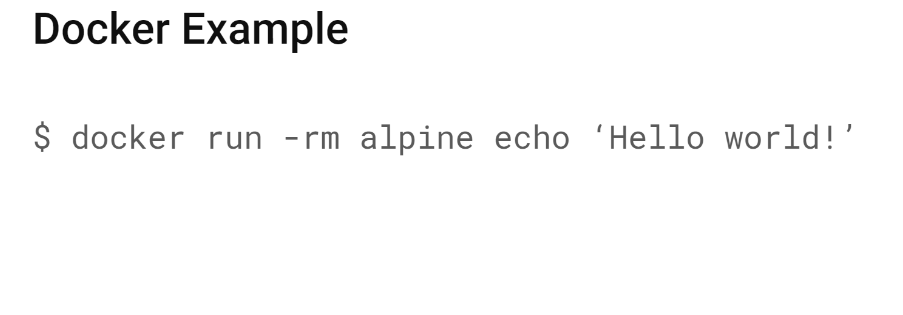 Docker Example
$ docker run -rm alpine echo ‘Hello world!’